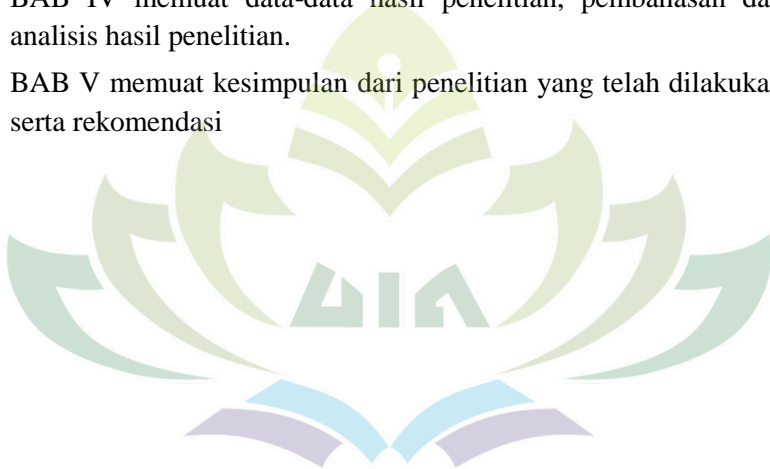 BAB IV memuat data-data hasil penelitian, pembahasan da
analisis hasil penelitian.
BAB V memuat kesimpulan dari penelitian yang telah dilakuka
serta rekomendasi
UIN